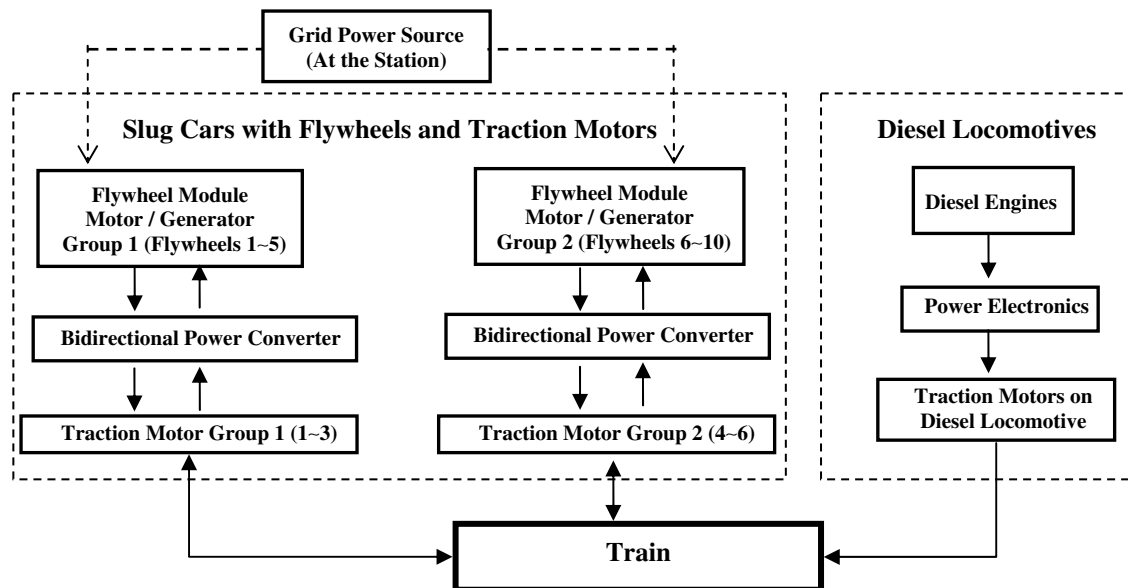 Grid Power Source
(At the Station)
Slug Cars with Flywheels and Traction Motors
Flywheel Module
Motor / Generator
Group 1 (Flywheels 1~5)
Bidirectional Power Converter
Traction Motor Group 1 (1~3)
Flywheel Module
Motor / Generator
Group 2 (Flywheels 6~10)
Bidirectional Power Converter
Traction Motor Group 2 (4~6)
Diesel Locomotives
Diesel Engines
Power Electronics
Traction Motors on
Diesel Locomotive
Train